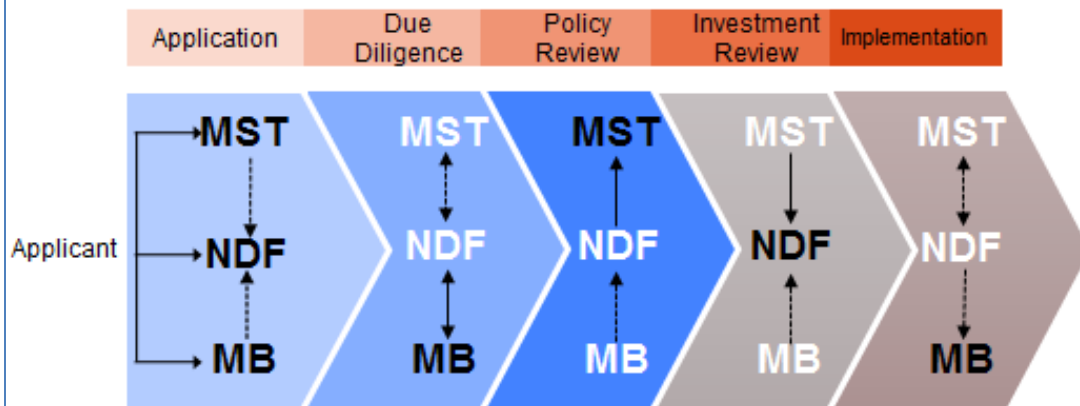 Application
Due
Diligence
Policy
Review
Investment
Review
Implementation
Applicant
MST
NDF
MB
MST
NDF
MB
MST
NDF
MB
MST
NDF
MB
MST
NDF
MB